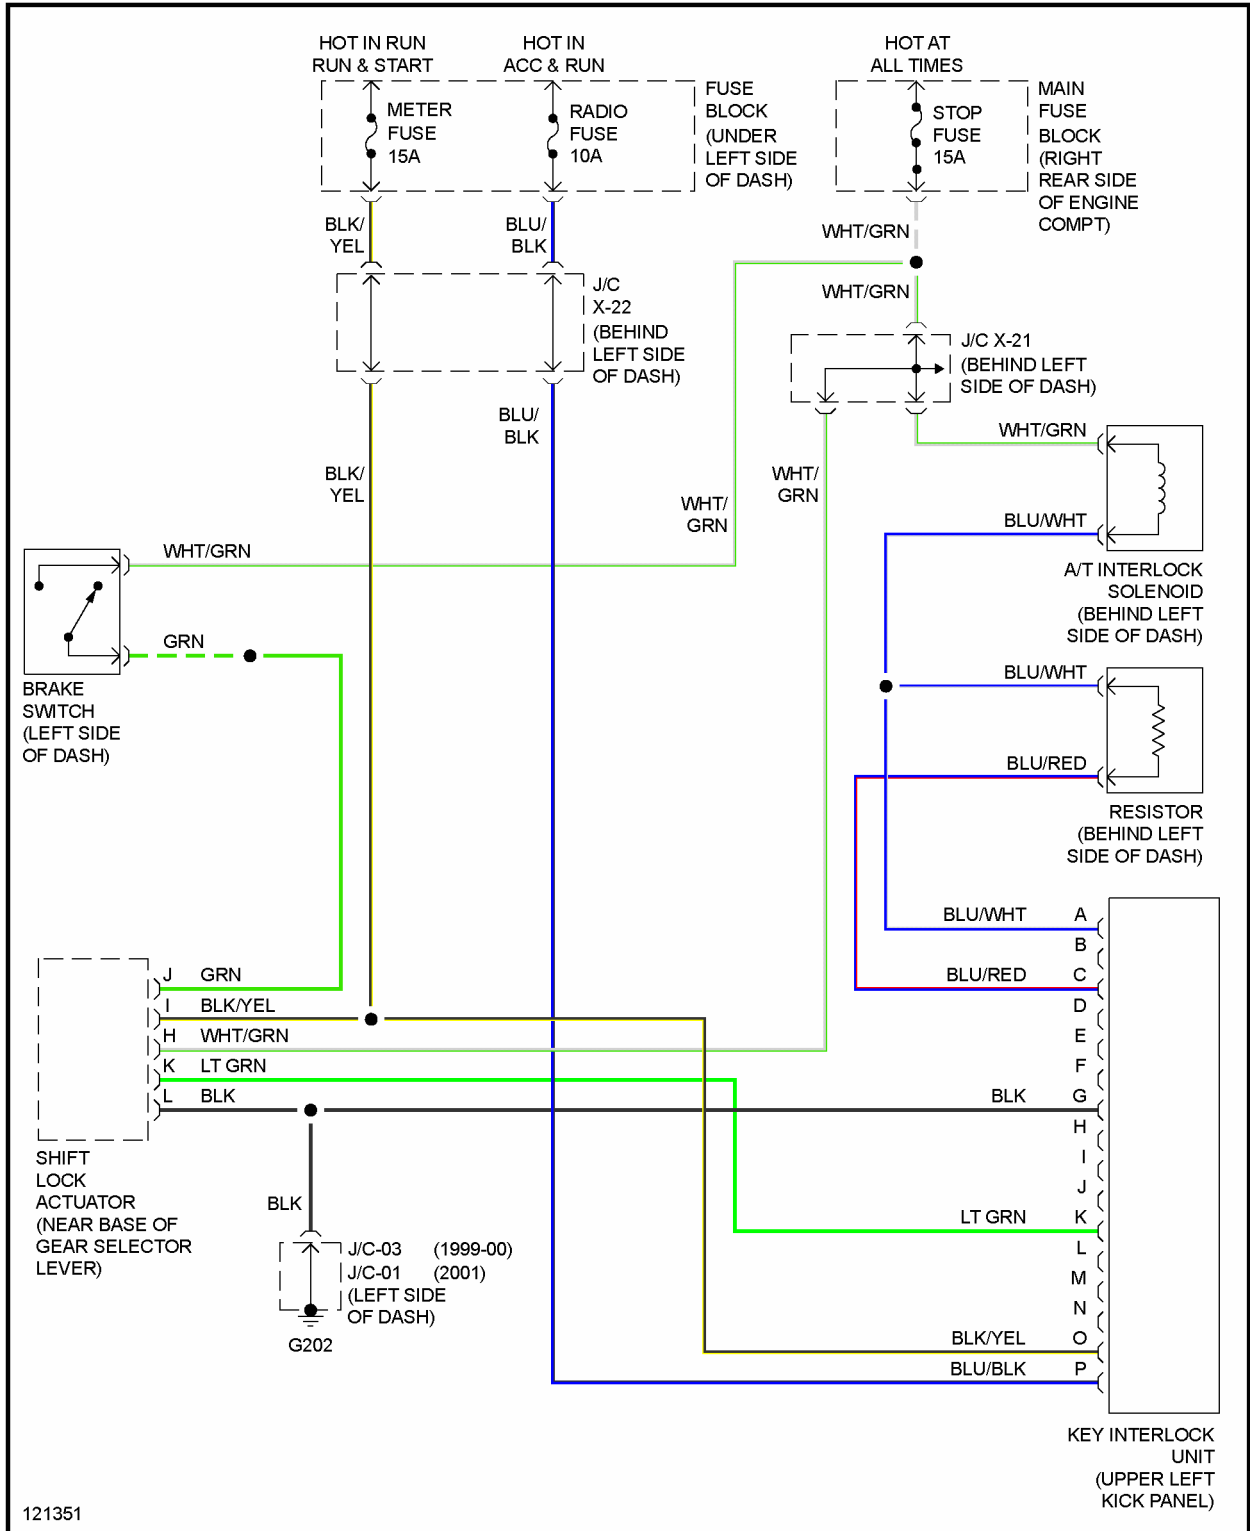 HOT IN RUN
RUN & START
HOT IN
ACC & RUN
HOT AT
ALL TIMES
METER
FUSE
15A
RADIO
FUSE
10A
FUSE
BLOCK
(UNDER
LEFT SIDE
OF DASH)
STOP
FUSE
15A
MAIN
FUSE
BLOCK
(RIGHT
REAR SIDE
OF ENGINE
COMPT)
BLK/
YEL
BLU/
BLK
WHT/GRN
WHT/GRN
J/C
X-22
(BEHIND
LEFT SIDE
OF DASH)
J/C X-21
(BEHIND LEFT
SIDE OF DASH)
BLU/
BLK
BLK/
YEL
WHT/
GRN
WHT/
GRN
WHT/GRN
BLU/WHT
A/T INTERLOCK
SOLENOID
(BEHIND LEFT
SIDE OF DASH)
WHT/GRN
GRN
BRAKE
SWITCH
(LEFT SIDE
OF DASH)
BLU/WHT
BLU/RED
RESISTOR
(BEHIND LEFT
SIDE OF DASH)
J GRN
I BLK/YEL
H WHT/GRN
K LT GRN
L BLK
SHIFT
LOCK
ACTUATOR
(NEAR BASE OF
GEAR SELECTOR
LEVER)
BLK
J/C-03 (1999-00)
J/C-01 (2001)
(LEFT SIDE
OF DASH)
G202
BLU/WHT A
B
BLU/RED C
D
E
F
BLK G
H
I
J
LT GRN K
L
M
N
BLK/YEL O
BLU/BLK P
KEY INTERLOCK
UNIT
(UPPER LEFT
KICK PANEL)
121351